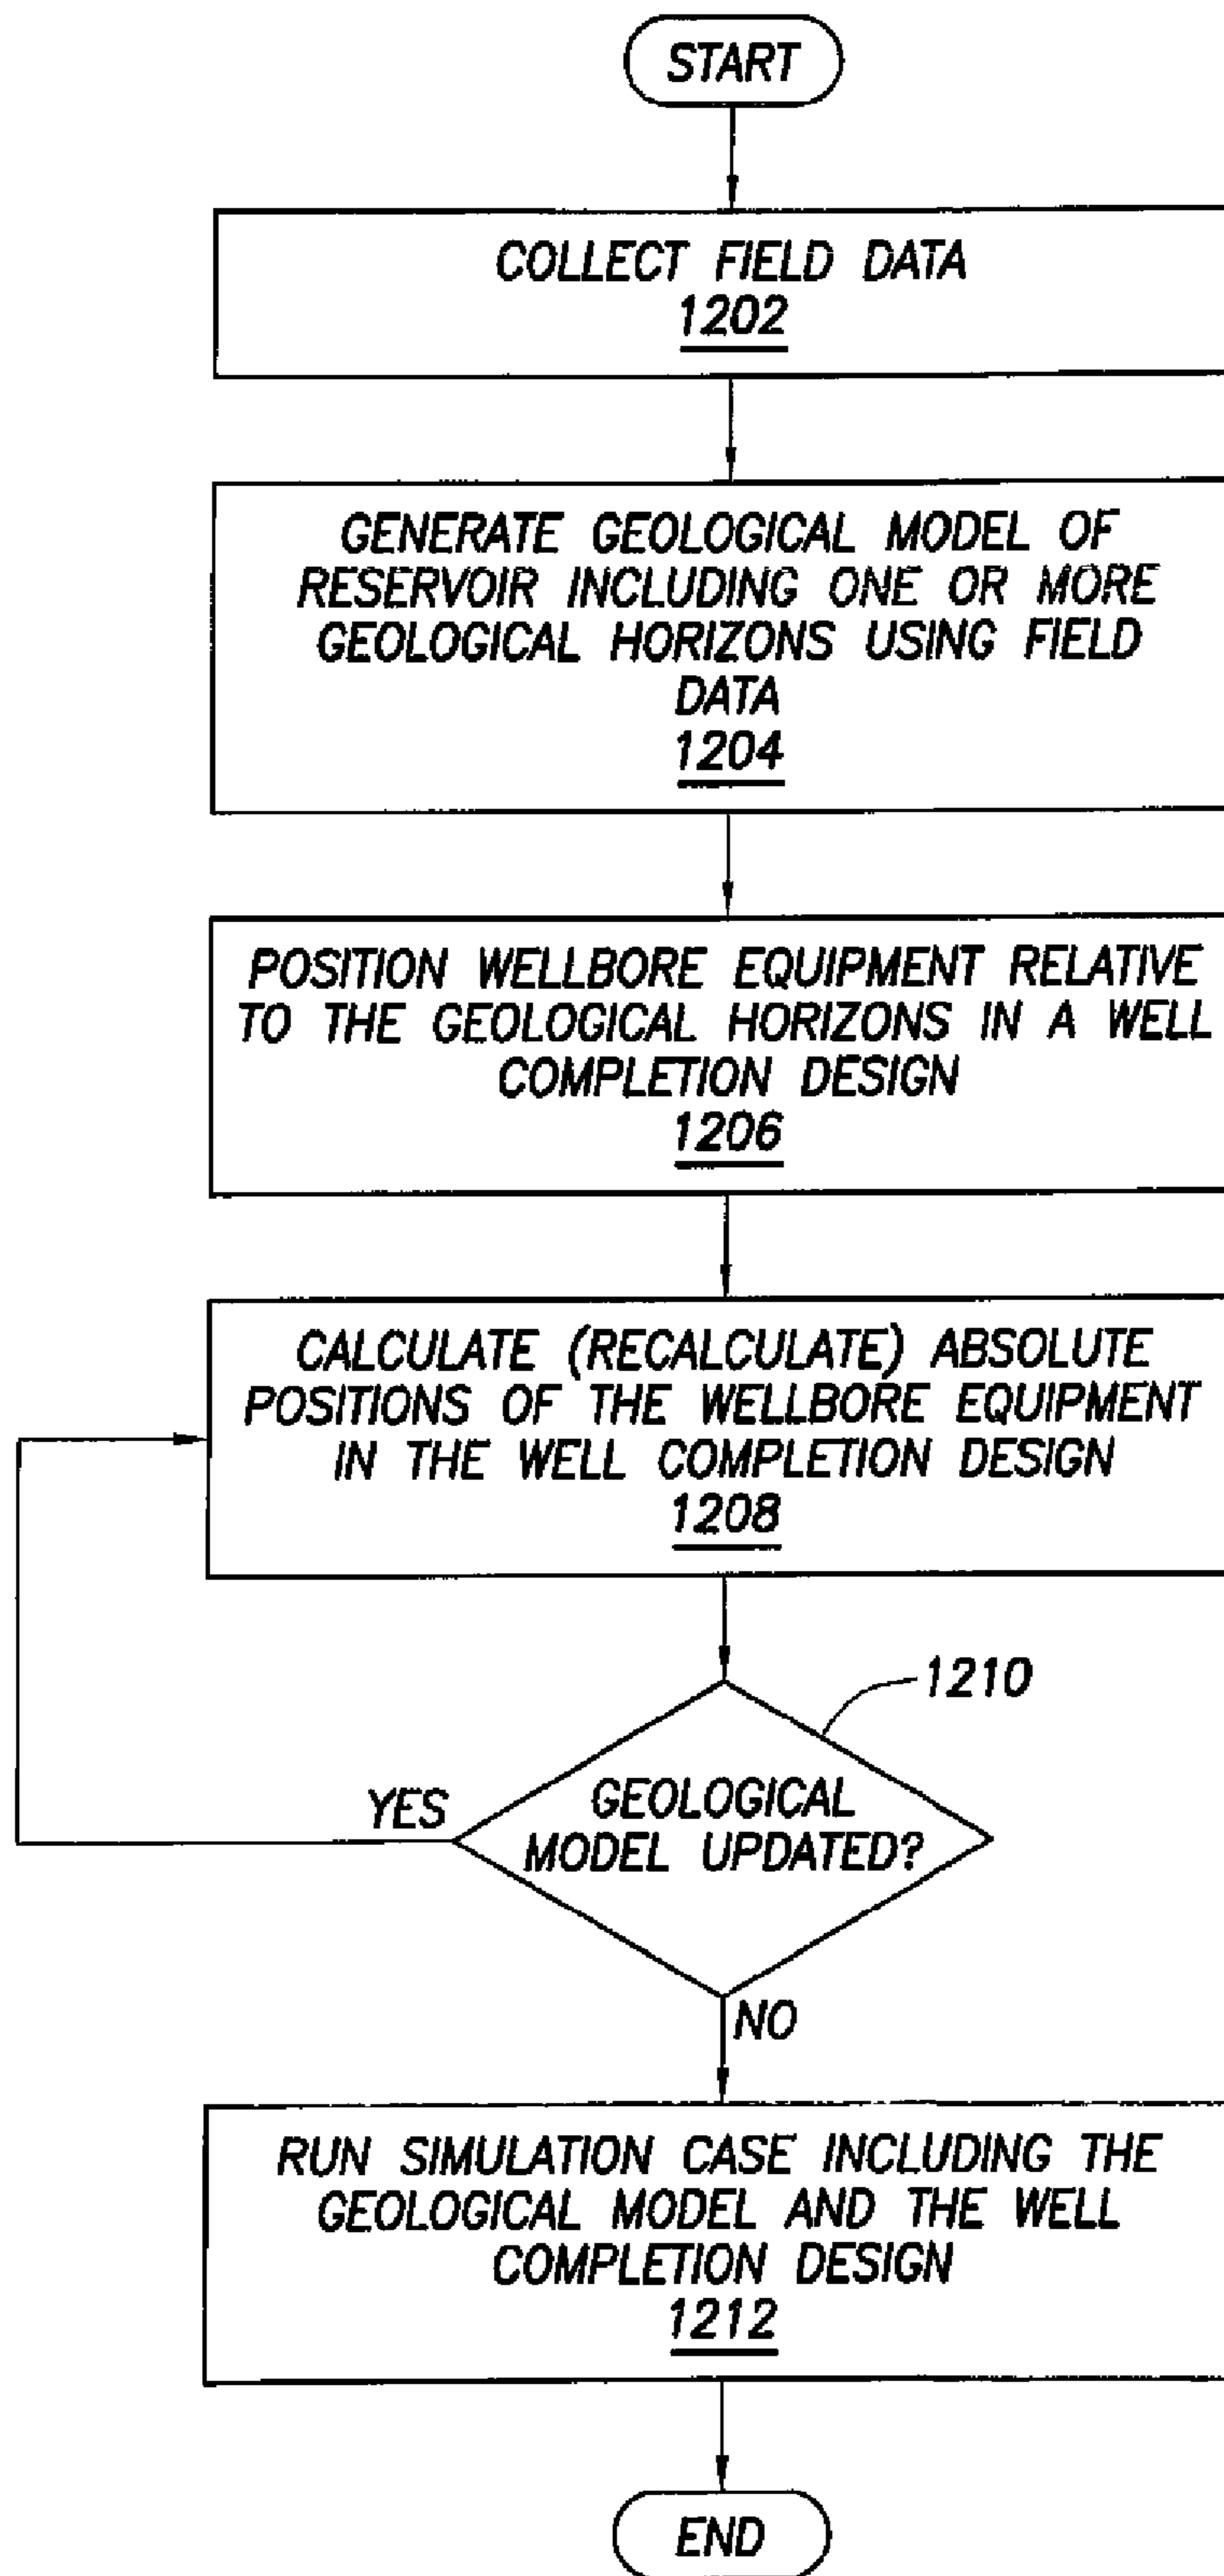 START
COLLECT FIELD DATA
1202
GENERATE GEOLOGICAL MODEL OF
RESERVOIR INCLUDING ONE OR MORE
GEOLOGICAL HORIZONS USING FIELD
DATA
1204
POSITION WELLBORE EQUIPMENT RELATIVE
TO THE GEOLOGICAL HORIZONS IN A WELL
COMPLETION DESIGN
1206
CALCULATE (RECALCULATE) ABSOLUTE
POSITIONS OF THE WELLBORE EQUIPMENT
IN THE WELL COMPLETION DESIGN
1208
1210
YES
GEOLOGICAL
MODEL UPDATED?
NO
RUN SIMULATION CASE INCLUDING THE
GEOLOGICAL MODEL AND THE WELL
COMPLETION DESIGN
1212
END